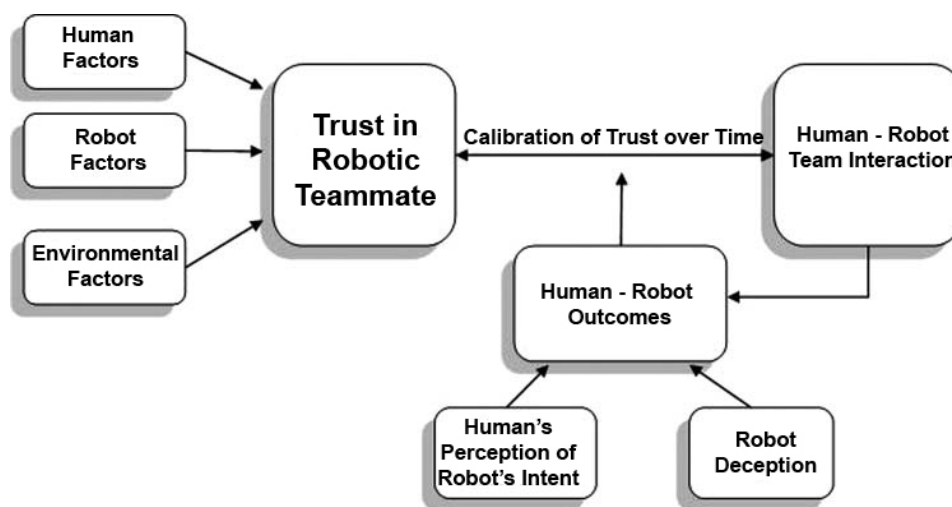 Human
Factors
Robot
Factors
Environmental
Factors
Trust in
Robotic
Teammate
Calibration of Trust over Time
Human - Robot
Team Interaction
Human - Robot
Outcomes
Human’s
Perception of
Robot’s Intent
Robot
Deception